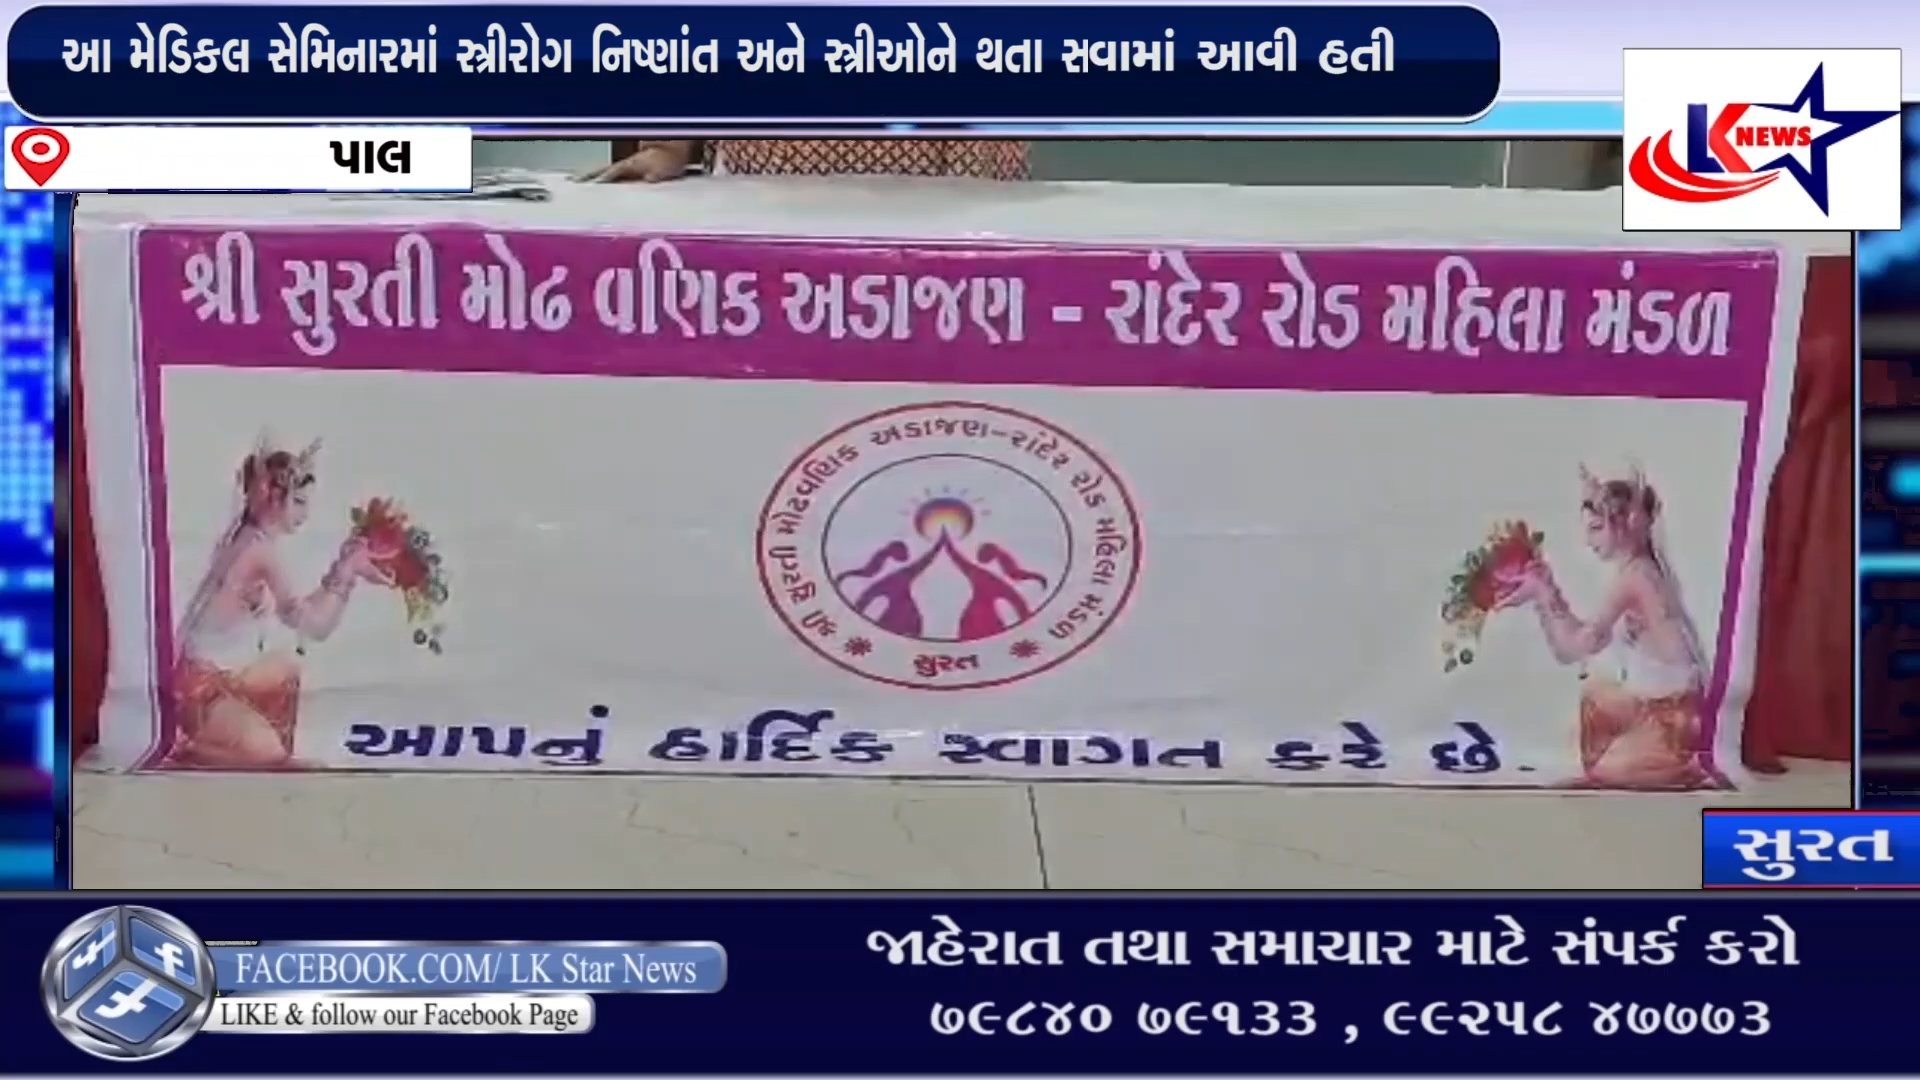 આ મેડિકલ સેમિનારમાં સ્ત્રીરોગ નિષ્ણાંત અને સ્ત્રીઓને થતા સવામાં આવી હતી
પાલ
LK NEWS
શ્રી સુરતી મોઢ વણિક અડાજણ - રાંદેર રોડ મહિલા મંડળ
શ્રી સુરતી મોઢવણિક અડાજણ-રાંદેર રોડ મહિલા મંડળ
સુરત
આપનું હાર્દિક સ્વાગત કરે છે.
સુરત
FACEBOOK.COM/ LK Star News
LIKE & follow our Facebook Page
જાહેરાત તથા સમાચાર માટે સંપર્ક કરો
૭૯૮૪૦ ૭૯૧૩૩ , ૯૯૨૫૮ ૪૭૭૭૩